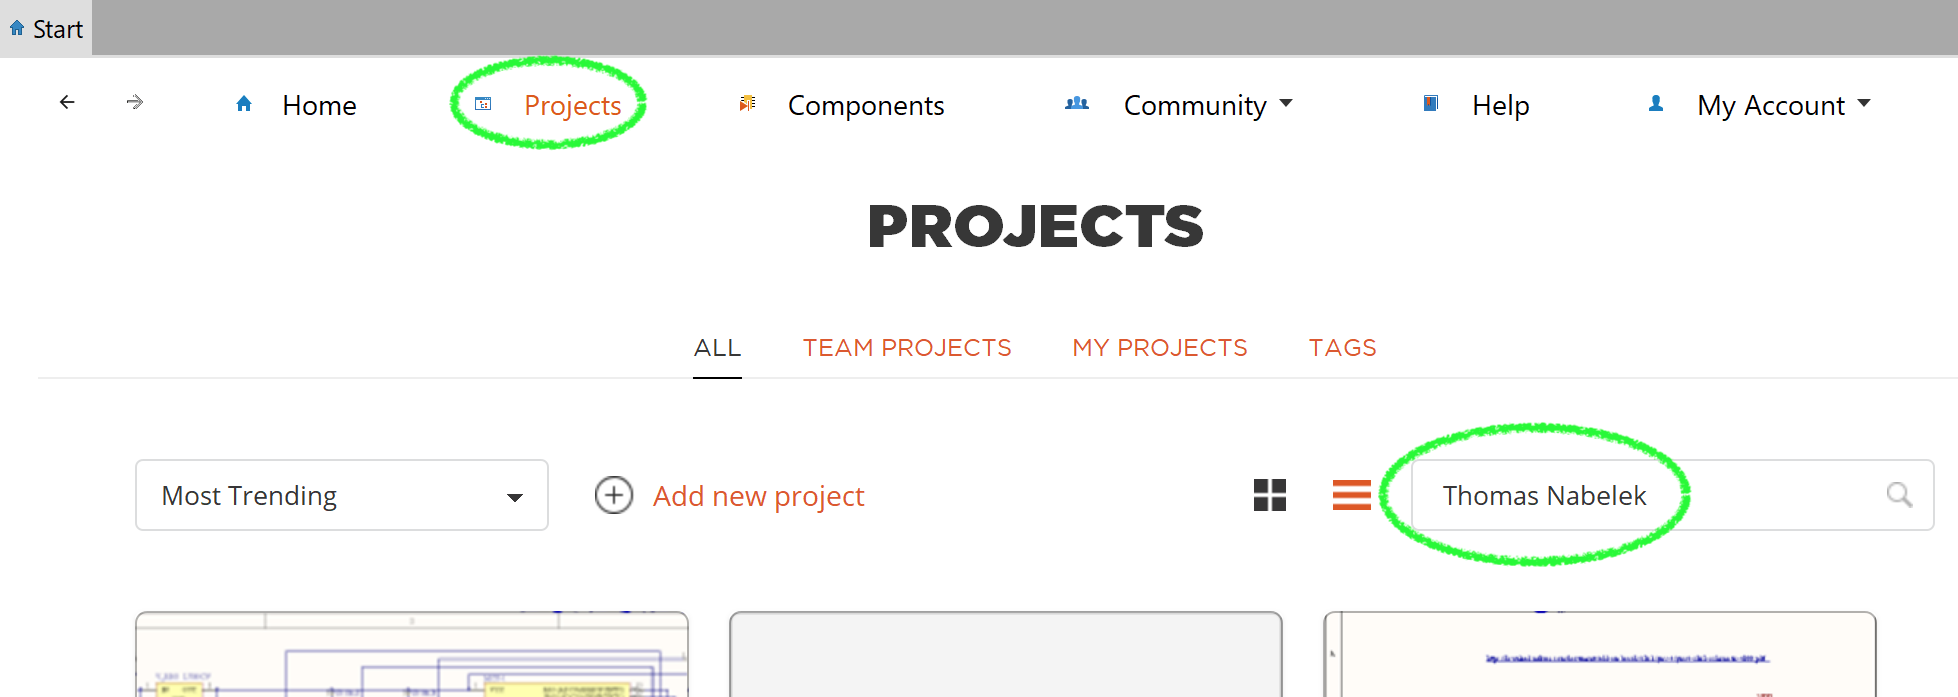 Start
Home Projects Components Community Help My Account
PROJECTS
ALL TEAM PROJECTS MY PROJECTS TAGS
Most Trending Add new project Thomas Nabelek